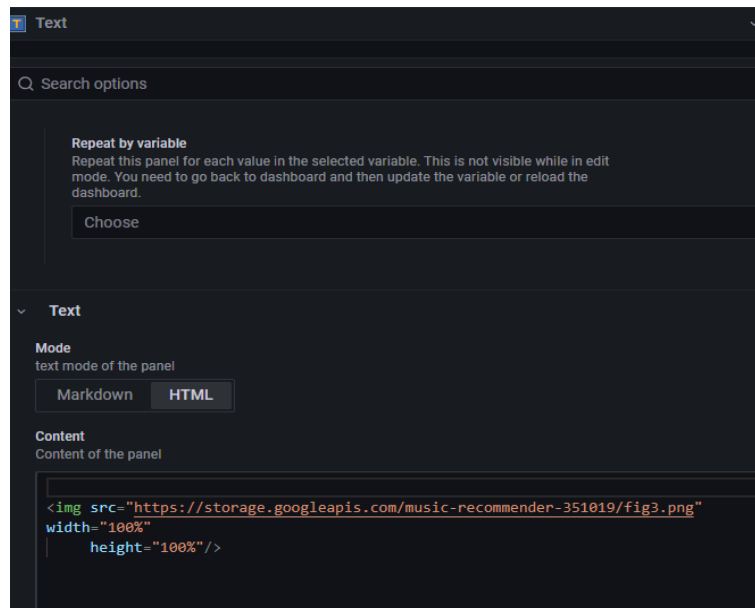 T Text
Search options
Repeat by variable
Repeat this panel for each value in the selected variable. This is not visible while in edit
mode. You need to go back to dashboard and then update the variable or reload the
dashboard.
Choose
Text
Mode
text mode of the panel
Markdown HTML
Content
Content of the panel
<img src="https://storage.googleapis.com/music-recommender-351019/fig3.png"
width="100%"
height="100%"/>